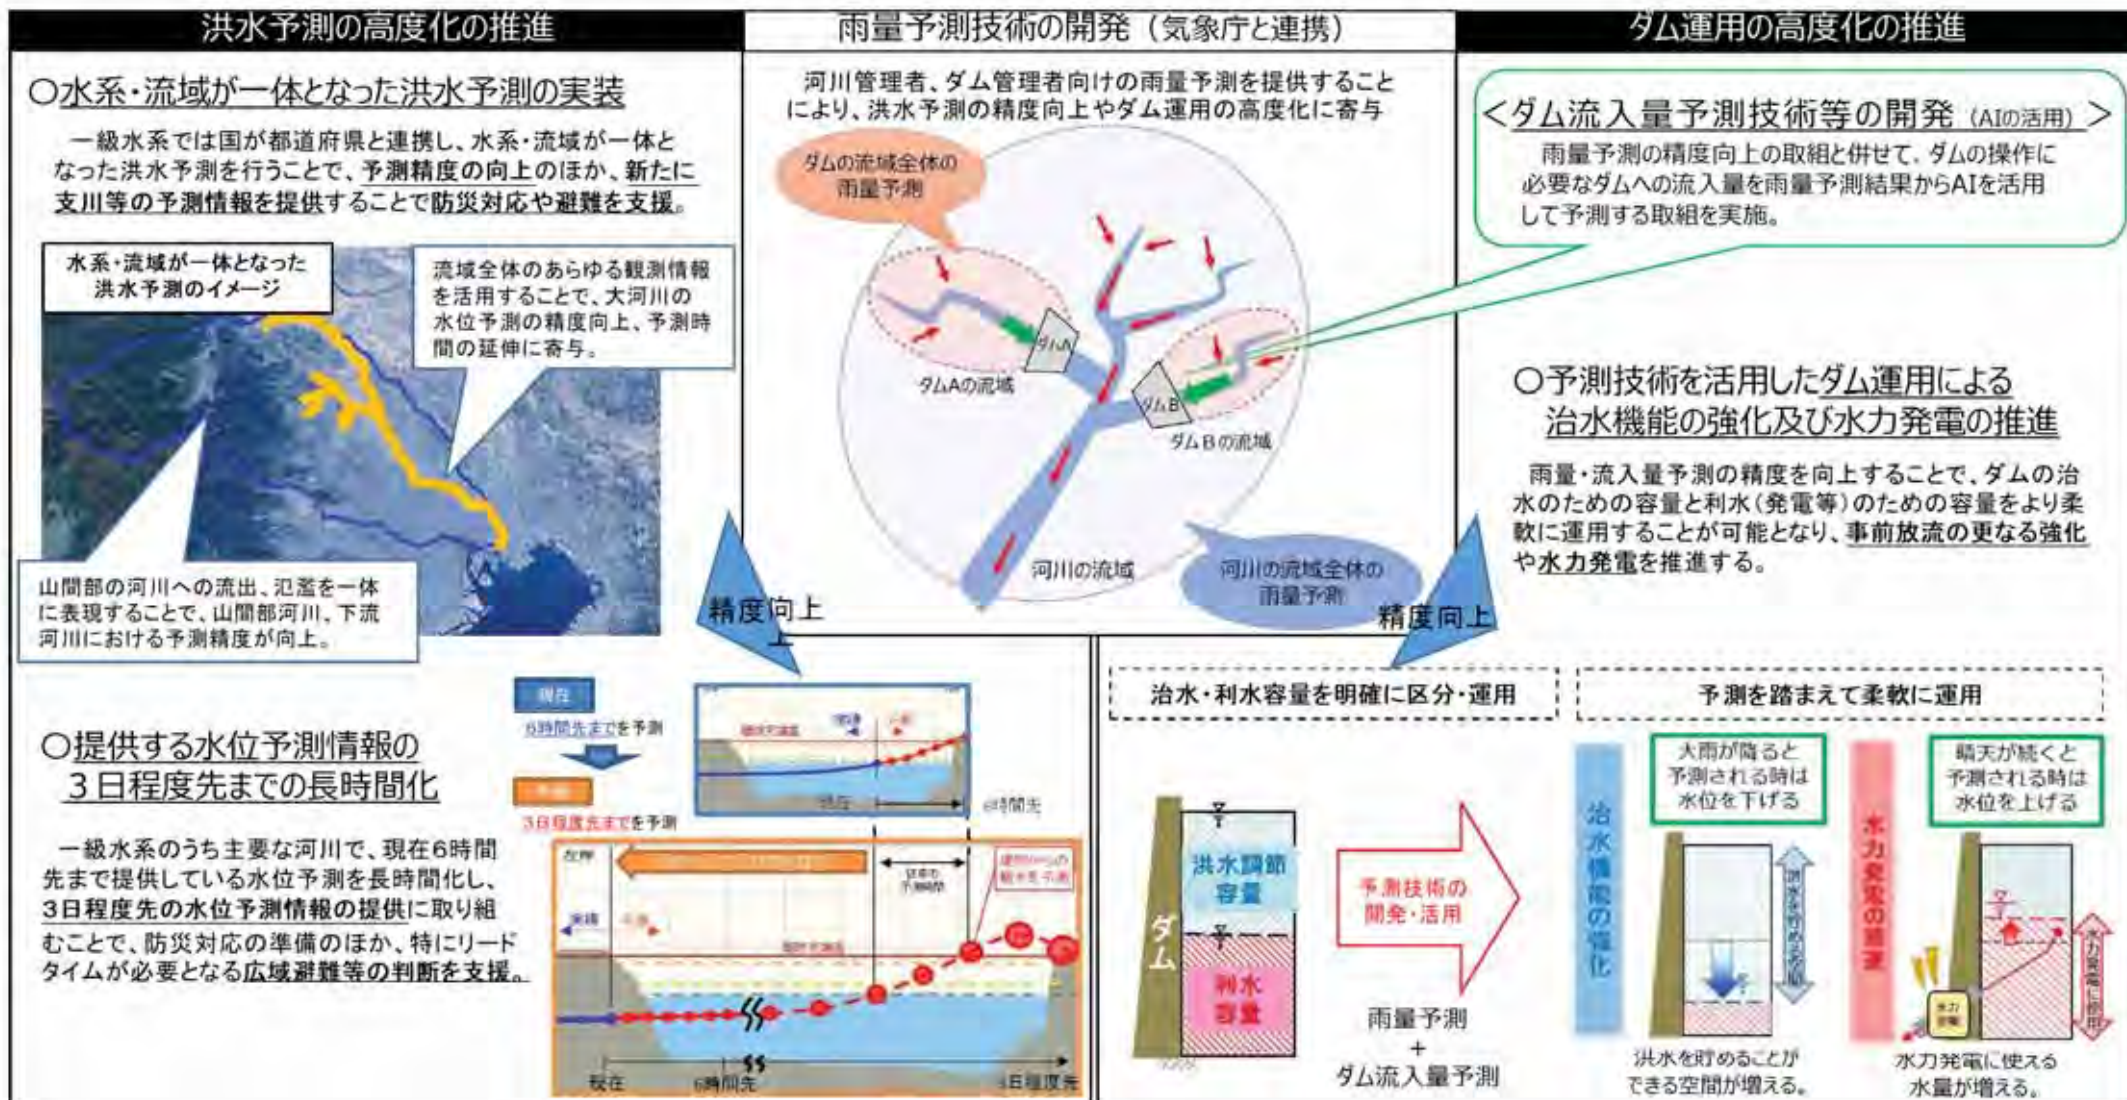 洪水予測の高度化の推進
〇水系・流域が一体となった洪水予測の実装
一級水系では国が都道府県と連携し、水系・流域が一体と
なった洪水予測を行うことで、予測精度の向上のほか、新たに
支川等の予測情報を提供することで防災対応や避難を支援。
水系・流域が一体となった
洪水予測のイメージ
流域全体のあらゆる観測情報
を活用することで、大河川の
水位予測の精度向上、予測時
間の延伸に寄与。
山間部の河川への流出、氾濫を一体
に表現することで、山間部河川、下流
河川における予測精度が向上。
〇提供する水位予測情報の
3日程度先までの長時間化
一級水系のうち主要な河川で、現在6時間
先まで提供している水位予測を長時間化し、
3日程度先の水位予測情報の提供に取り組
むことで、防災対応の準備のほか、特にリード
タイムが必要となる広域避難等の判断を支援。
現在
6時間先までを予測
3日程度先までを予測
現在
6時間先
実績
現在
6時間先
3日程度先
雨量予測技術の開発（気象庁と連携）
河川管理者、ダム管理者向けの雨量予測を提供すること
により、洪水予測の精度向上やダム運用の高度化に寄与
ダムの流域全体の
雨量予測
ダムA
ダムAの流域
ダムB
ダムBの流域
河川の流域
河川の流域全体の
雨量予測
精度向上
上
精度向上
ダム運用の高度化の推進
＜ダム流入量予測技術等の開発（AIの活用）＞
雨量予測の精度向上の取組と併せて、ダムの操作に
必要なダムへの流入量を雨量予測結果からAIを活用
して予測する取組を実施。
〇予測技術を活用したダム運用による
治水機能の強化及び水力発電の推進
雨量・流入量予測の精度を向上することで、ダムの治
水のための容量と利水（発電等）のための容量をより柔
軟に運用することが可能となり、事前放流の更なる強化
や水力発電を推進する。
治水・利水容量を明確に区分・運用
ダム
洪水調節
容量
利水
容量
予測技術の
開発・活用
雨量予測
+
ダム流入量予測
予測を踏まえて柔軟に運用
治水機能の強化
大雨が降ると
予測される時は
水位を下げる
洪水を貯めることが
できる空間が増える。
水力発電の推進
晴天が続くと
予測される時は
水位を上げる
水力発電に使用
水力
発電
水力発電に使える
水量が増える。